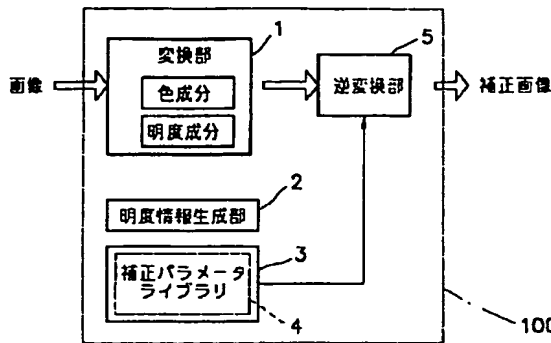 1
変換部
5
画像
色成分
逆変換部
補正画像
明度成分
2
明度情報生成部
3
補正パラメータ
ライブラリ
4
100